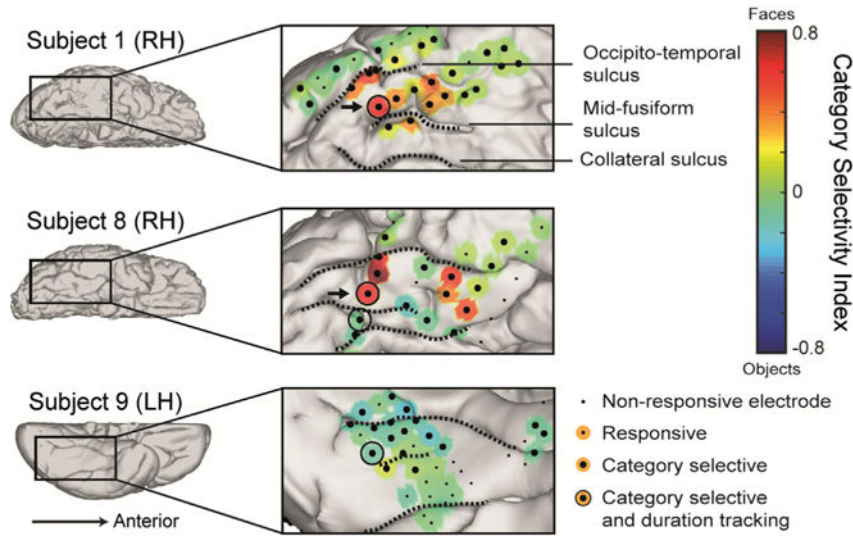 Subject 1 (RH)
Occipito-temporal
sulcus
Mid-fusiform
sulcus
Collateral sulcus
Subject 8 (RH)
Subject 9 (LH)
Anterior
Faces
0.8
0
-0.8
Objects
Category Selectivity Index
Non-responsive electrode
Responsive
Category selective
Category selective
and duration tracking